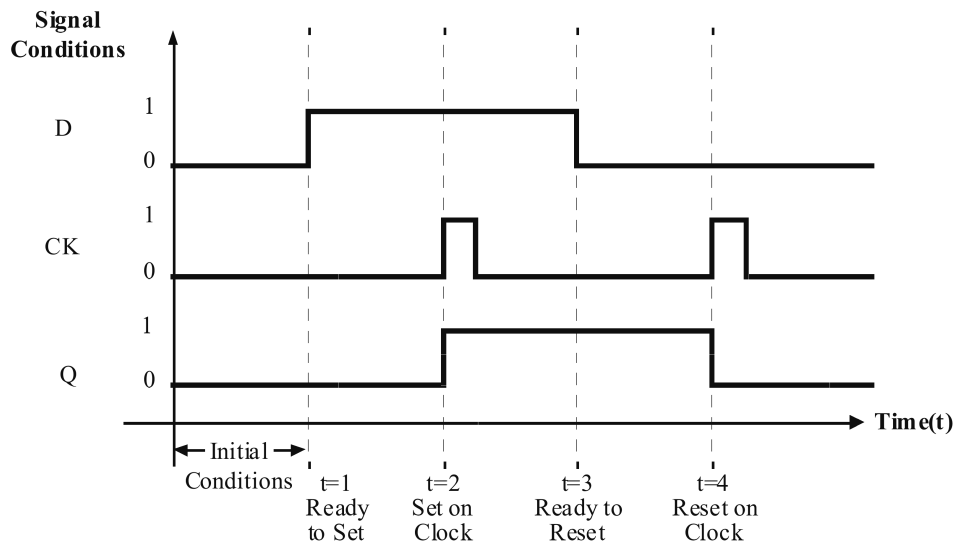 Signal
Conditions
1
D
0
1
CK
0
1
Q
0
Time(t)
Initial
Conditions
t=1
Ready
to Set
t=2
Set on
Clock
t=3
Ready to
Reset
t=4
Reset on
Clock